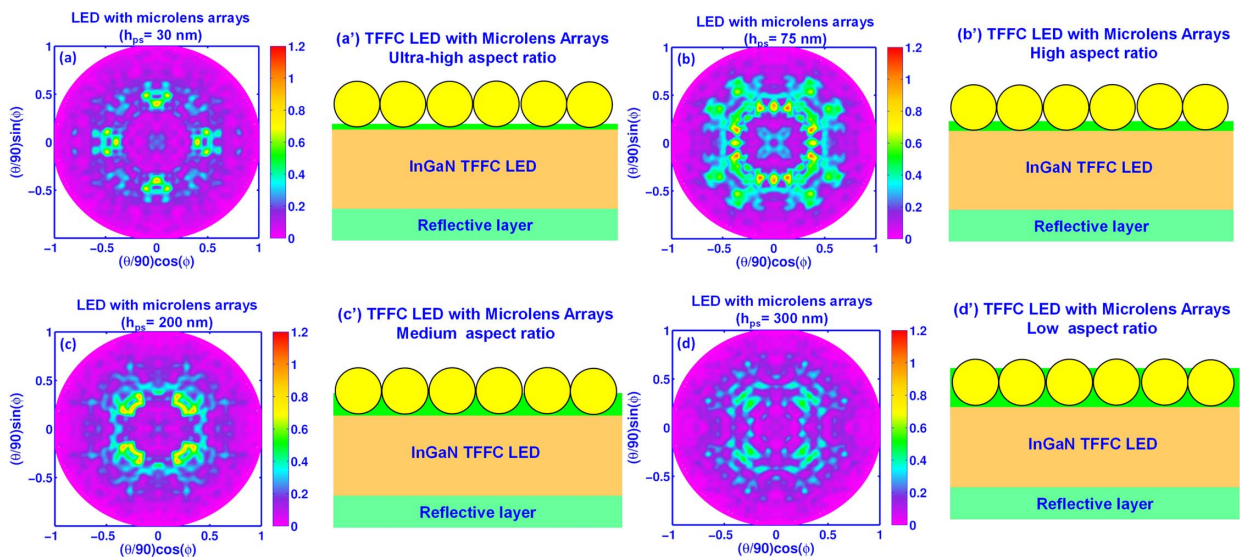 LED with microlens arrays
(hps= 30 nm)
(a)
1
0.5
0
−0.5
−1
−0.5
0
0.5
1
(θ/90)sin(ϕ)
(θ/90)cos(ϕ)
1.2
1
0.8
0.6
0.4
0.2
0
(a') TFFC LED with Microlens Arrays
Ultra-high aspect ratio
InGaN TFFC LED
Reflective layer
LED with microlens arrays
(hps= 75 nm)
(b)
1
0.5
0
−0.5
−1
−0.5
0
0.5
1
(θ/90)sin(ϕ)
(θ/90)cos(ϕ)
1.2
1
0.8
0.6
0.4
0.2
0
(b') TFFC LED with Microlens Arrays
High aspect ratio
InGaN TFFC LED
Reflective layer
LED with microlens arrays
(hps= 200 nm)
(c)
1
0.5
0
−0.5
−1
−0.5
0
0.5
1
(θ/90)sin(ϕ)
(θ/90)cos(ϕ)
1.2
1
0.8
0.6
0.4
0.2
0
(c') TFFC LED with Microlens Arrays
Medium aspect ratio
InGaN TFFC LED
Reflective layer
LED with microlens arrays
(hps= 300 nm)
(d)
1
0.5
0
−0.5
−1
−0.5
0
0.5
1
(θ/90)sin(ϕ)
(θ/90)cos(ϕ)
1.2
1
0.8
0.6
0.4
0.2
0
(d') TFFC LED with Microlens Arrays
Low aspect ratio
InGaN TFFC LED
Reflective layer